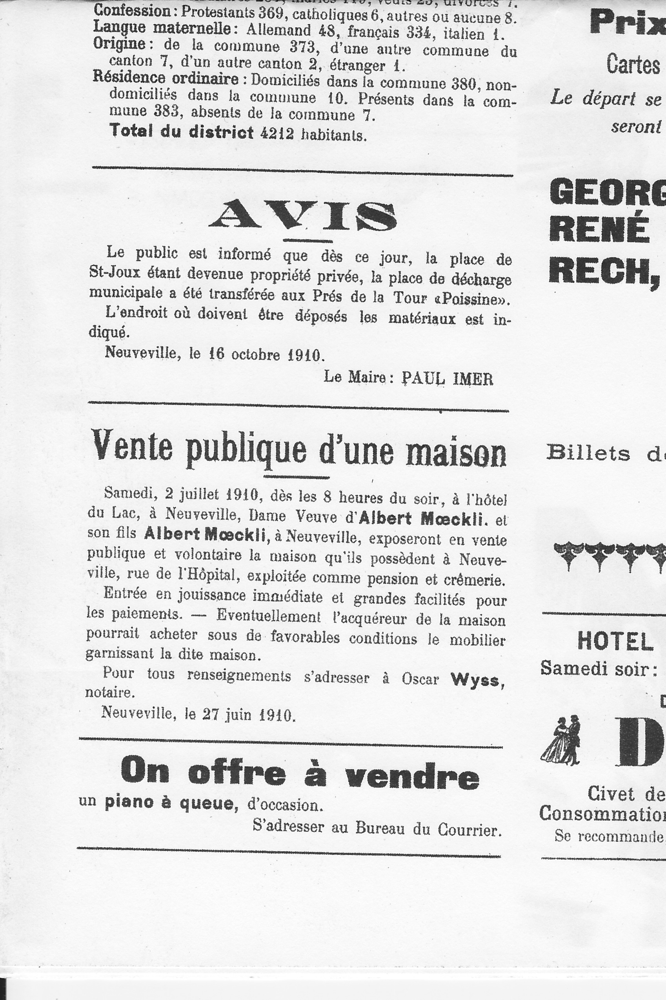 mariés 119, veufs 23, divorcés 7.
Confession : Protestants 369, catholiques 6, autres ou aucune 8.
Langue maternelle : Allemand 48, français 334, italien 1.
Origine : de la commune 373, d'une autre commune du
canton 7, d'un autre canton 2, étranger 1.
Résidence ordinaire : Domiciliés dans la commune 380, non-
domiciliés dans la commune 10. Présents dans la com-
mune 383, absents de la commune 7.
Total du district 4212 habitants.
AVIS
Le public est informé que dès ce jour, la place de
St-Joux étant devenue propriété privée, la place de décharge
municipale a été transférée aux Prés de la Tour «Poissine».
L'endroit où doivent être déposés les matériaux est in-
diqué.
Neuveville, le 16 octobre 1910.
Le Maire : PAUL IMER
Vente publique d'une maison
Samedi, 2 juillet 1910, dès les 8 heures du soir, à l'hôtel
du Lac, à Neuveville, Dame Veuve d'Albert Mœckli. et
son fils Albert Mœckli, à Neuveville, exposeront en vente
publique et volontaire la maison qu'ils possèdent à Neuve-
ville, rue de l'Hôpital, exploitée comme pension et crêmerie.
Entrée en jouissance immédiate et grandes facilités pour
les paiements. — Eventuellement l'acquéreur de la maison
pourrait acheter sous de favorables conditions le mobilier
garnissant la dite maison.
Pour tous renseignements s'adresser à Oscar Wyss,
notaire.
Neuveville, le 27 juin 1910.
On offre à vendre
un piano à queue, d'occasion.
S'adresser au Bureau du Courrier.
Prix
Cartes
Le départ se
seront
GEORG
RENÉ
RECH,
Billets de
HOTEL
Samedi soir :
D
D
Civet de
Consommation
Se recommande,